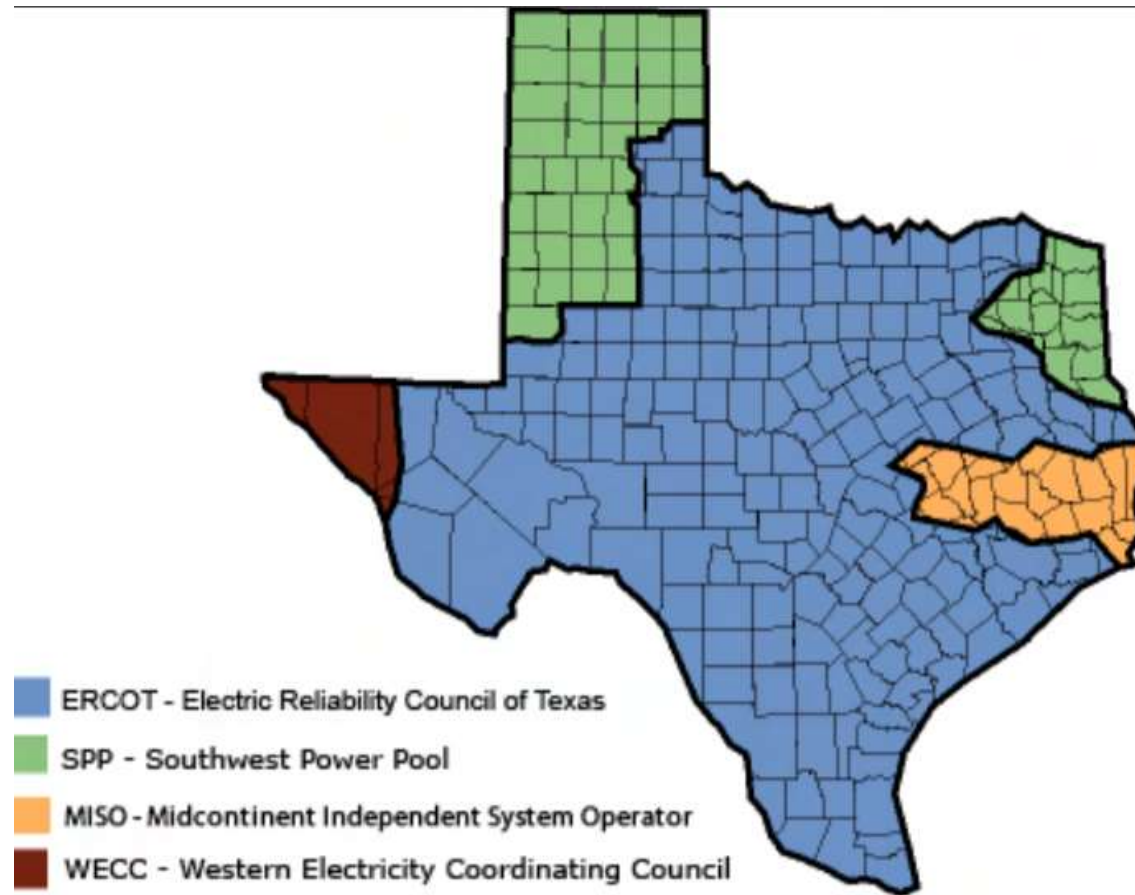 ERCOT - Electric Reliability Council of Texas
SPP - Southwest Power Pool
MISO - Midcontinent Independent System Operator
WECC - Western Electricity Coordinating Council